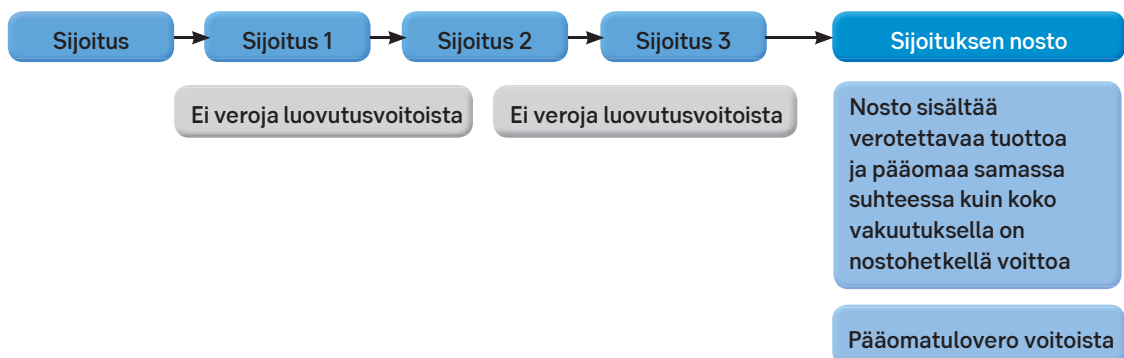 Sijoitus
Sijoitus 1
Sijoitus 2
Sijoitus 3
Sijoituksen nosto
Ei veroja luovutusvoitoista
Ei veroja luovutusvoitoista
Nosto sisältää
verotettavaa tuottoa
ja pääomaa samassa
suhteessa kuin koko
vakuutuksella on
nostohetkellä voittoa
Pääomatulovero voitoista